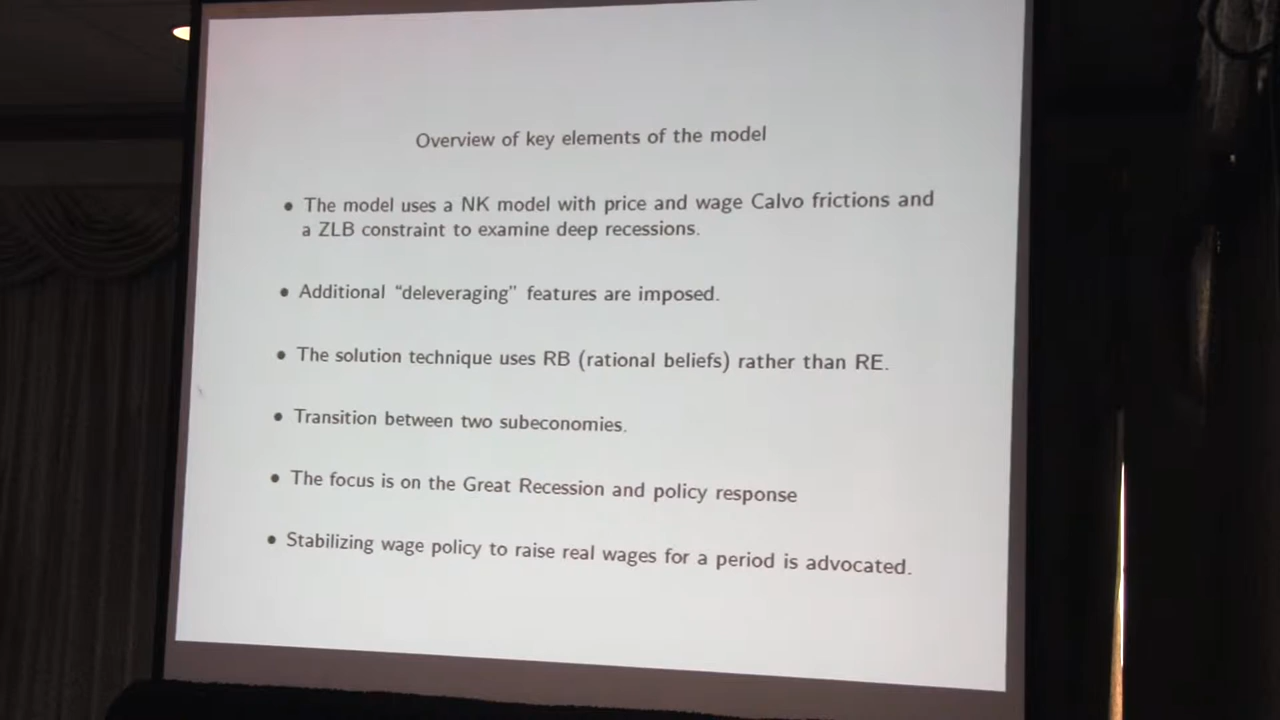 Overview of key elements of the model
• The model uses a NK model with price and wage Calvo frictions and
a ZLB constraint to examine deep recessions.
• Additional “deleveraging” features are imposed.
• The solution technique uses RB (rational beliefs) rather than RE.
• Transition between two subeconomies.
• The focus is on the Great Recession and policy response
• Stabilizing wage policy to raise real wages for a period is advocated.